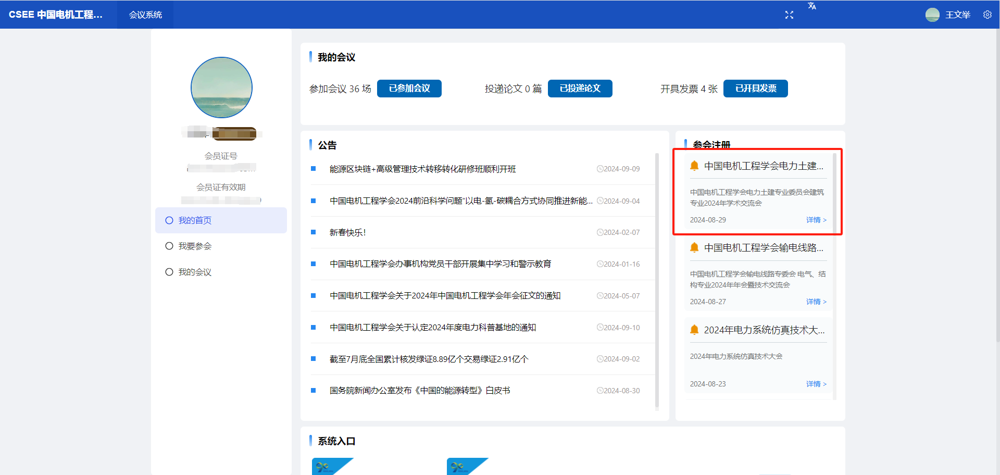 CSEE 中国电机工程...
会议系统
王文举
会员证号
会员证有效期
我的首页
我要参会
我的会议
我的会议
参加会议 36 场
已参加会议
投递论文 0 篇
已投递论文
开具发票 4 张
已开具发票
公告
能源区块链+高级管理技术转移转化研修班顺利开班
2024-09-09
中国电机工程学会2024前沿科学问题“以电-氢-碳耦合方式协同推进新能...
2024-09-04
新春快乐!
2024-02-07
中国电机工程学会办事机构党员干部开展集中学习和警示教育
2024-01-16
中国电机工程学会关于2024年中国电机工程学会年会征文的通知
2024-05-07
中国电机工程学会关于认定2024年度电力科普基地的通知
2024-09-10
截至7月底全国累计核发绿证8.89亿个交易绿证2.91亿个
2024-09-02
国务院新闻办公室发布《中国的能源转型》白皮书
2024-08-30
参会注册
中国电机工程学会电力土建...
中国电机工程学会电力土建专业委员会建筑
专业2024年学术交流会
2024-08-29
详情 >
中国电机工程学会输电线路...
中国电机工程学会输电线路专委会 电气、结
构专业2024年年会暨技术交流会
2024-08-27
详情 >
2024年电力系统仿真技术大...
2024年电力系统仿真技术大会
2024-08-23
详情 >
系统入口